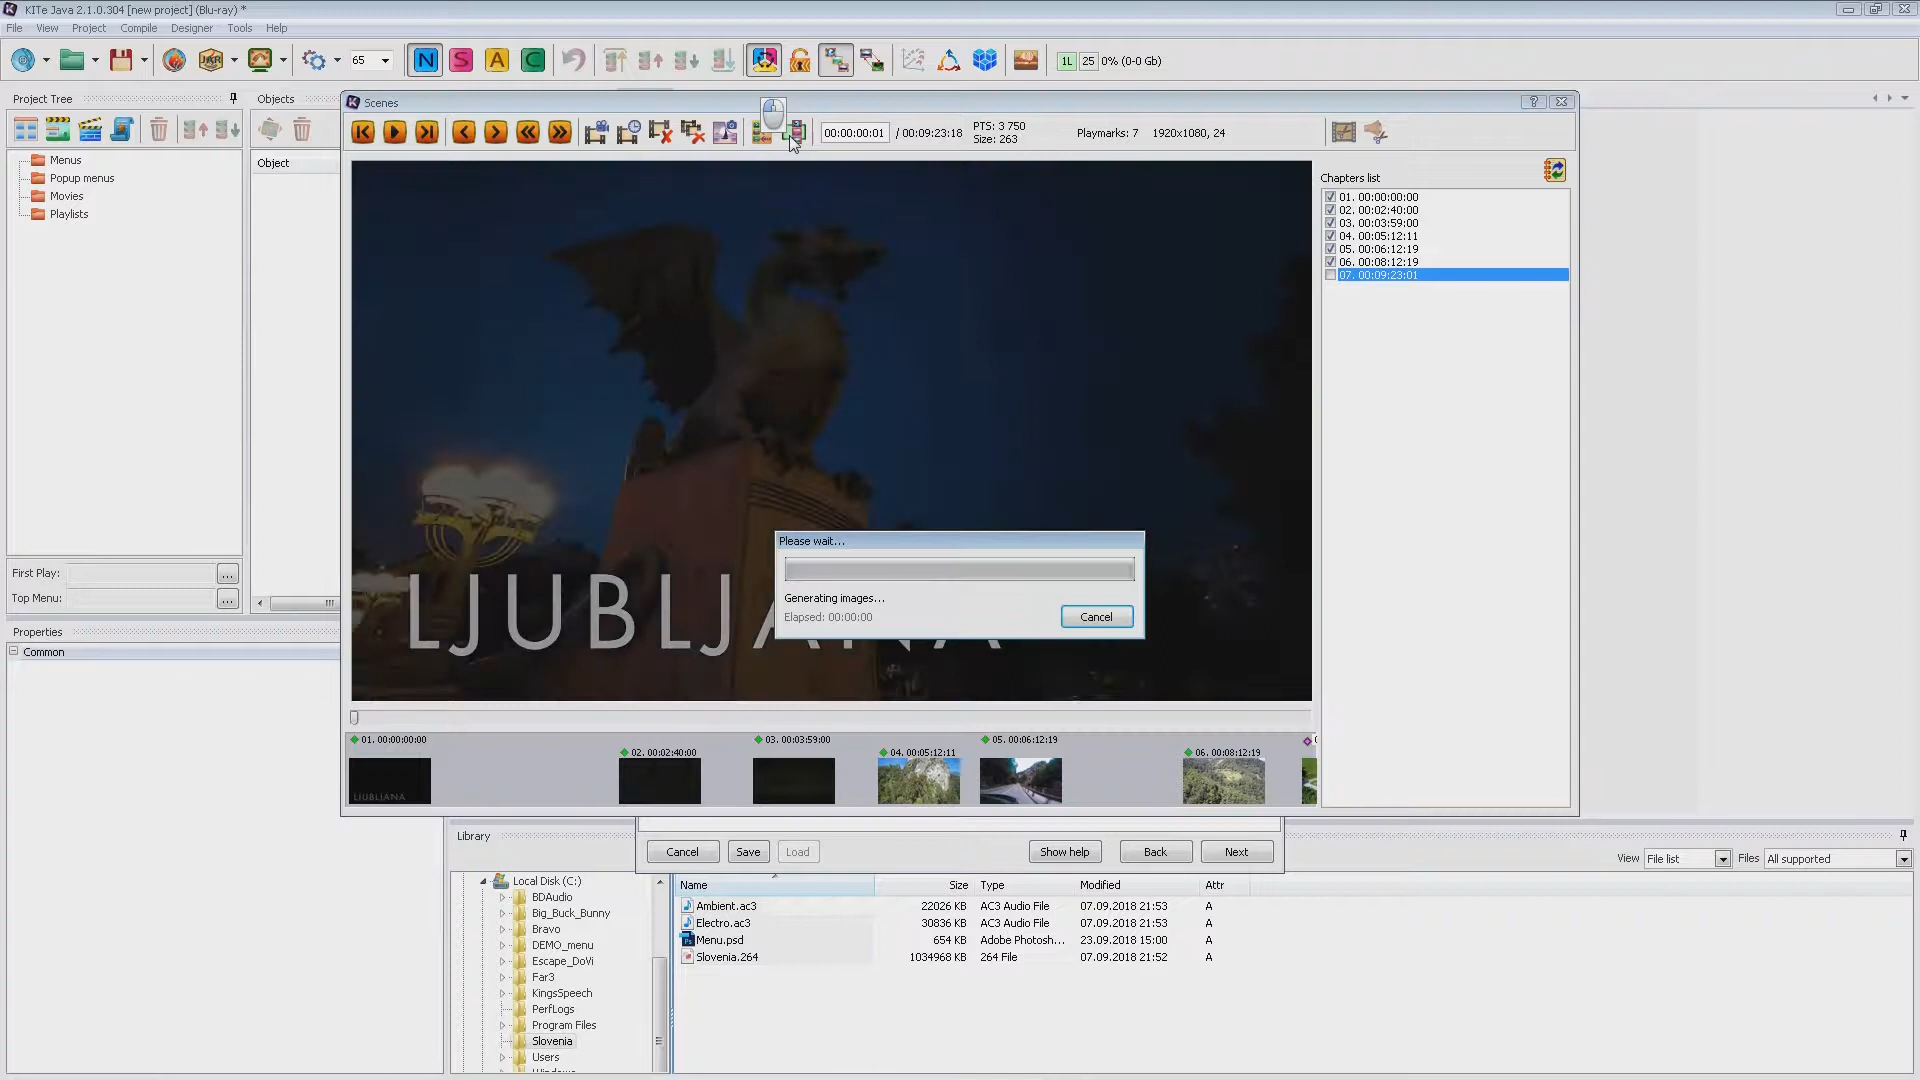 KITe Java 2.1.0.304 [new project] (Blu-ray) *
File View Project Compile Designer Tools Help
JAR 65 N S A C 1L 25 0% (0-0 Gb)
Project Tree
Objects
Scenes
00:00:00:01 / 00:09:23:18
PTS: 3 750
Size: 263
Playmarks: 7
1920x1080, 24
Menus
Popup menus
Movies
Playlists
Object
Chapters list
01. 00:00:00:00
02. 00:02:40:00
03. 00:03:59:00
04. 00:05:12:11
05. 00:06:12:19
06. 00:08:12:19
07. 00:09:23:01
Please wait...
Generating images...
Elapsed: 00:00:00
Cancel
LJUBLJANA
First Play: ...
Top Menu: ...
Properties
Common
01. 00:00:00:00
02. 00:02:40:00
03. 00:03:59:00
04. 00:05:12:11
05. 00:06:12:19
06. 00:08:12:19
LJUBLJANA
Library
Cancel Save Load Show help Back Next
View File list Files All supported
Local Disk (C:)
BDAudio
Big_Buck_Bunny
Bravo
DEMO_menu
Escape_DoVi
Far3
KingsSpeech
PerfLogs
Program Files
Slovenia
Users
Name Size Type Modified Attr
Ambient.ac3 22026 KB AC3 Audio File 07.09.2018 21:53 A
Electro.ac3 30836 KB AC3 Audio File 07.09.2018 21:53 A
Menu.psd 654 KB Adobe Photosh... 23.09.2018 15:00 A
Slovenia.264 1034968 KB 264 File 07.09.2018 21:52 A